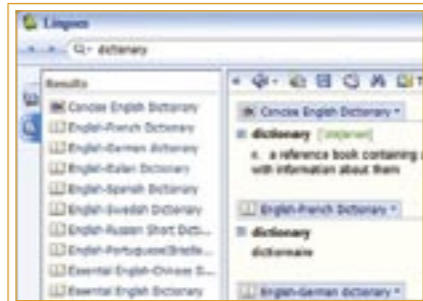 Lingoes
dictionary
Results
Concise English Dictionary
English-French Dictionary
English-German dictionary
English-Italian Dictionary
English-Spanish Dictionary
English-Swedish Dictionary
English-Russian Short Dicti...
English-Portuguese(Brazilie...
Essential English-Chinese D...
Essential English Dictionary
Concise English Dictionary
dictionary
n. a reference book containing
with information about them
English-French Dictionary
dictionary
dictionnaire
English-German dictionary